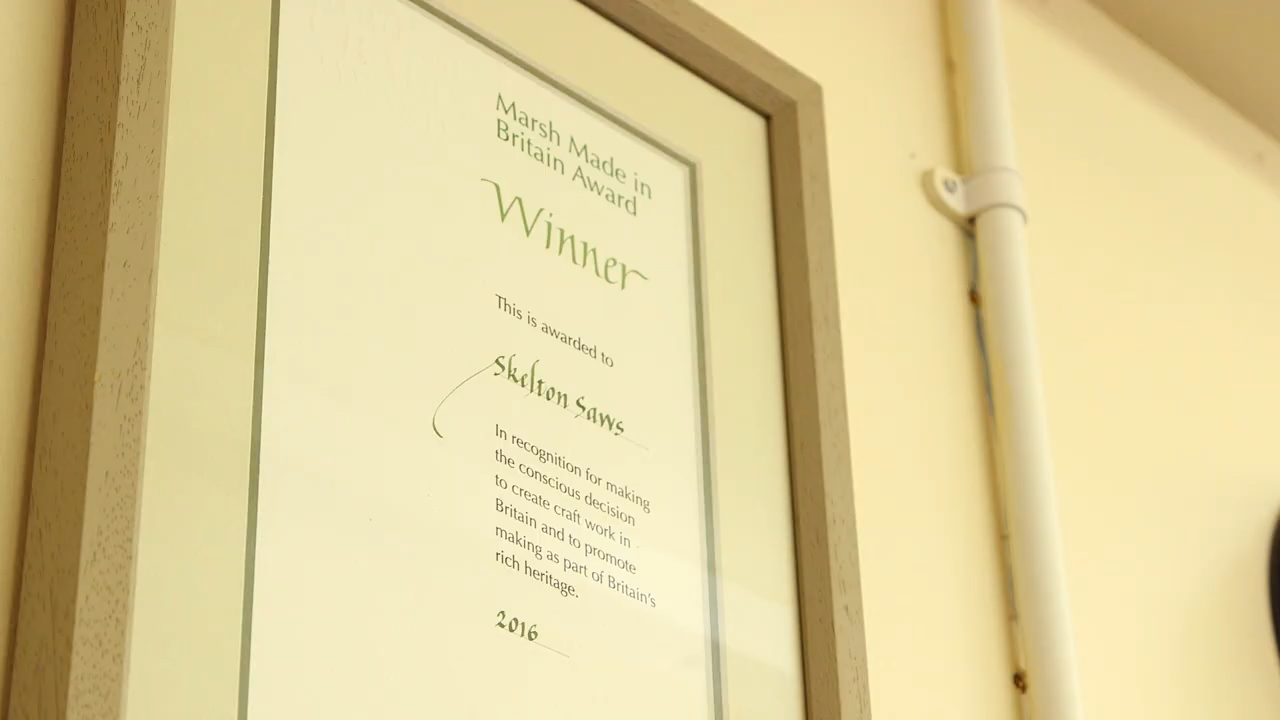 Marsh Made in
Britain Award
Winner
This is awarded to
Skelton Saws
In recognition for making
the conscious decision
to create craft work in
Britain and to promote
making as part of Britain's
rich heritage.
2016